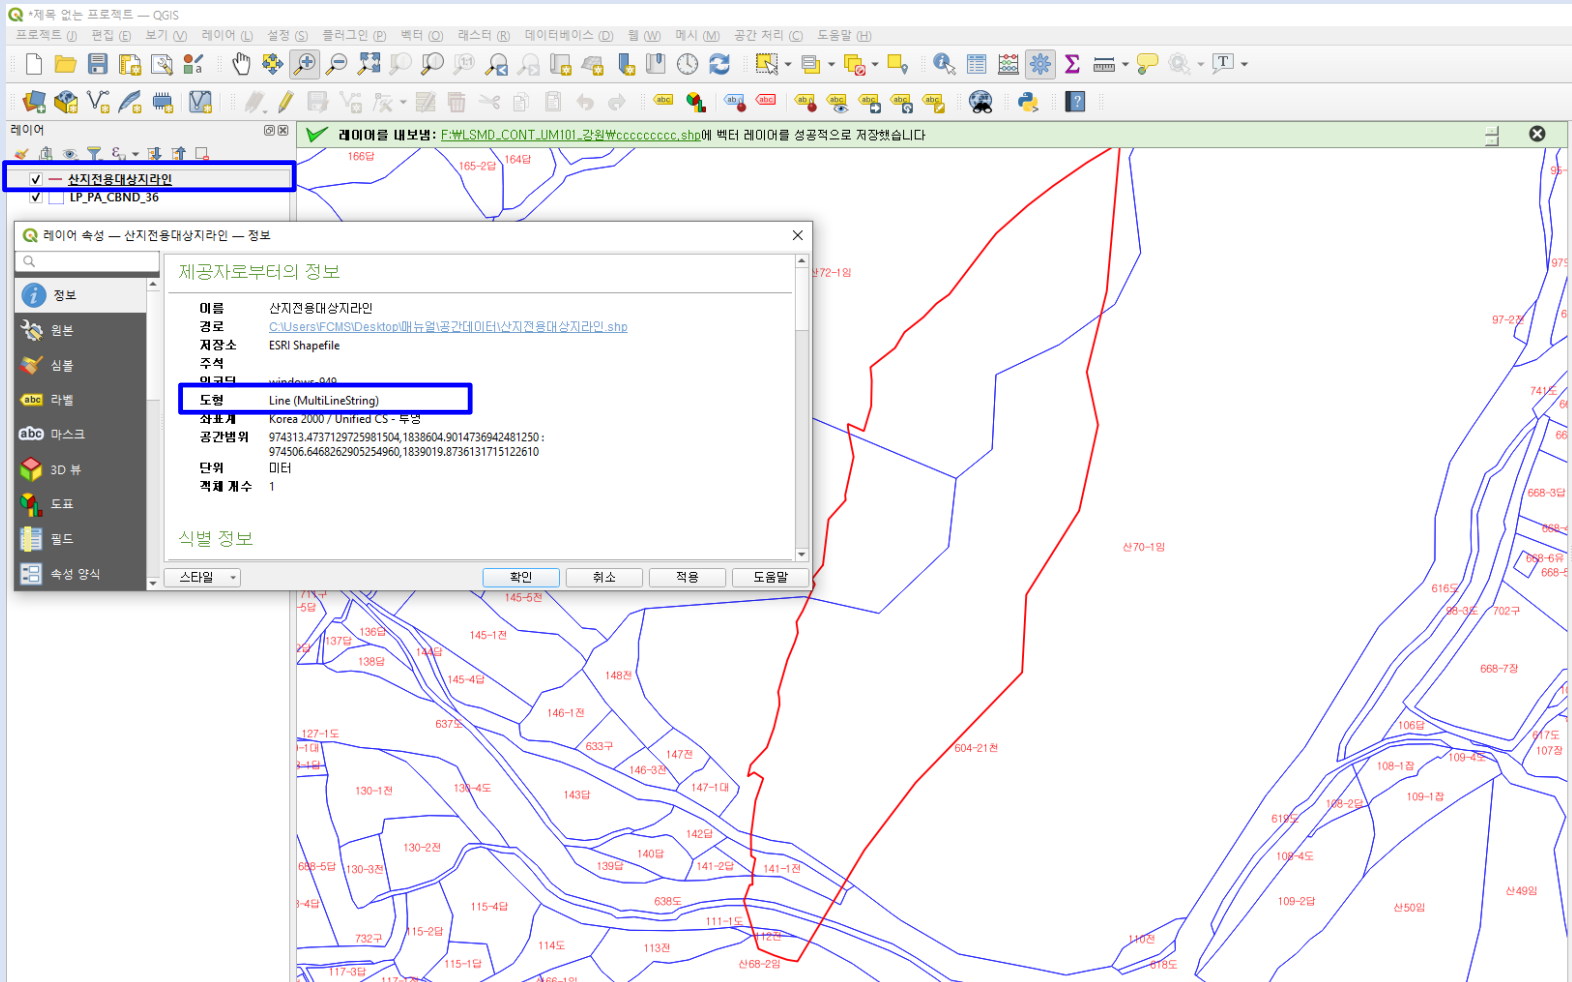 *제목 없는 프로젝트 — QGIS
프로젝트 (J) 편집 (E) 보기 (V) 레이어 (L) 설정 (S) 플러그인 (P) 벡터 (O) 래스터 (R) 데이터베이스 (D) 웹 (W) 메시 (M) 공간 처리 (C) 도움말 (H)
레이어
산지전용대상지라인
LP_PA_CBND_36
레이어를 내보냄: F:₩LSMD_CONT_UM101_강원₩ccccccccc.shp에 벡터 레이어를 성공적으로 저장했습니다
레이어 속성 — 산지전용대상지라인 — 정보
정보
원본
심볼
abc 라벨
abc 마스크
3D 뷰
도표
필드
속성 양식
제공자로부터의 정보
이름 산지전용대상지라인
경로 C:\Users\FCMS\Desktop\매뉴얼\공간데이터\산지전용대상지라인.shp
저장소 ESRI Shapefile
주석
인코딩 windows-949
도형 Line (MultiLineString)
좌표계 Korea 2000 / Unified CS - 투영
공간범위 974313.4737129725981504,1838604.9014736942481250 :
974506.6468262905254960,1839019.8736131715122610
단위 미터
객체 개수 1
식별 정보
스타일 확인 취소 적용 도움말
166답
165-2답
164답
산72-1임
97-2전
741도
668-3답
668-6유
616도
98-3도
702구
668-7장
산70-1임
604-21천
145-5전
136답
137답
138답
144답
145-1전
145-4답
148전
146-1전
637도
633구
147전
146-3전
147-1대
127-1도
130-1전
130-4도
143답
142답
130-2전
140답
139답
141-2답
141-1전
688-5답
130-3전
638도
115-4답
111-1도
112전
732구
115-2답
114도
113전
115-1답
117-3답
산68-2임
106답
617도
107장
108-1잡
109-4도
109-1잡
108-2답
619도
108-4도
109-2답
산50임
산49임
110전
618도